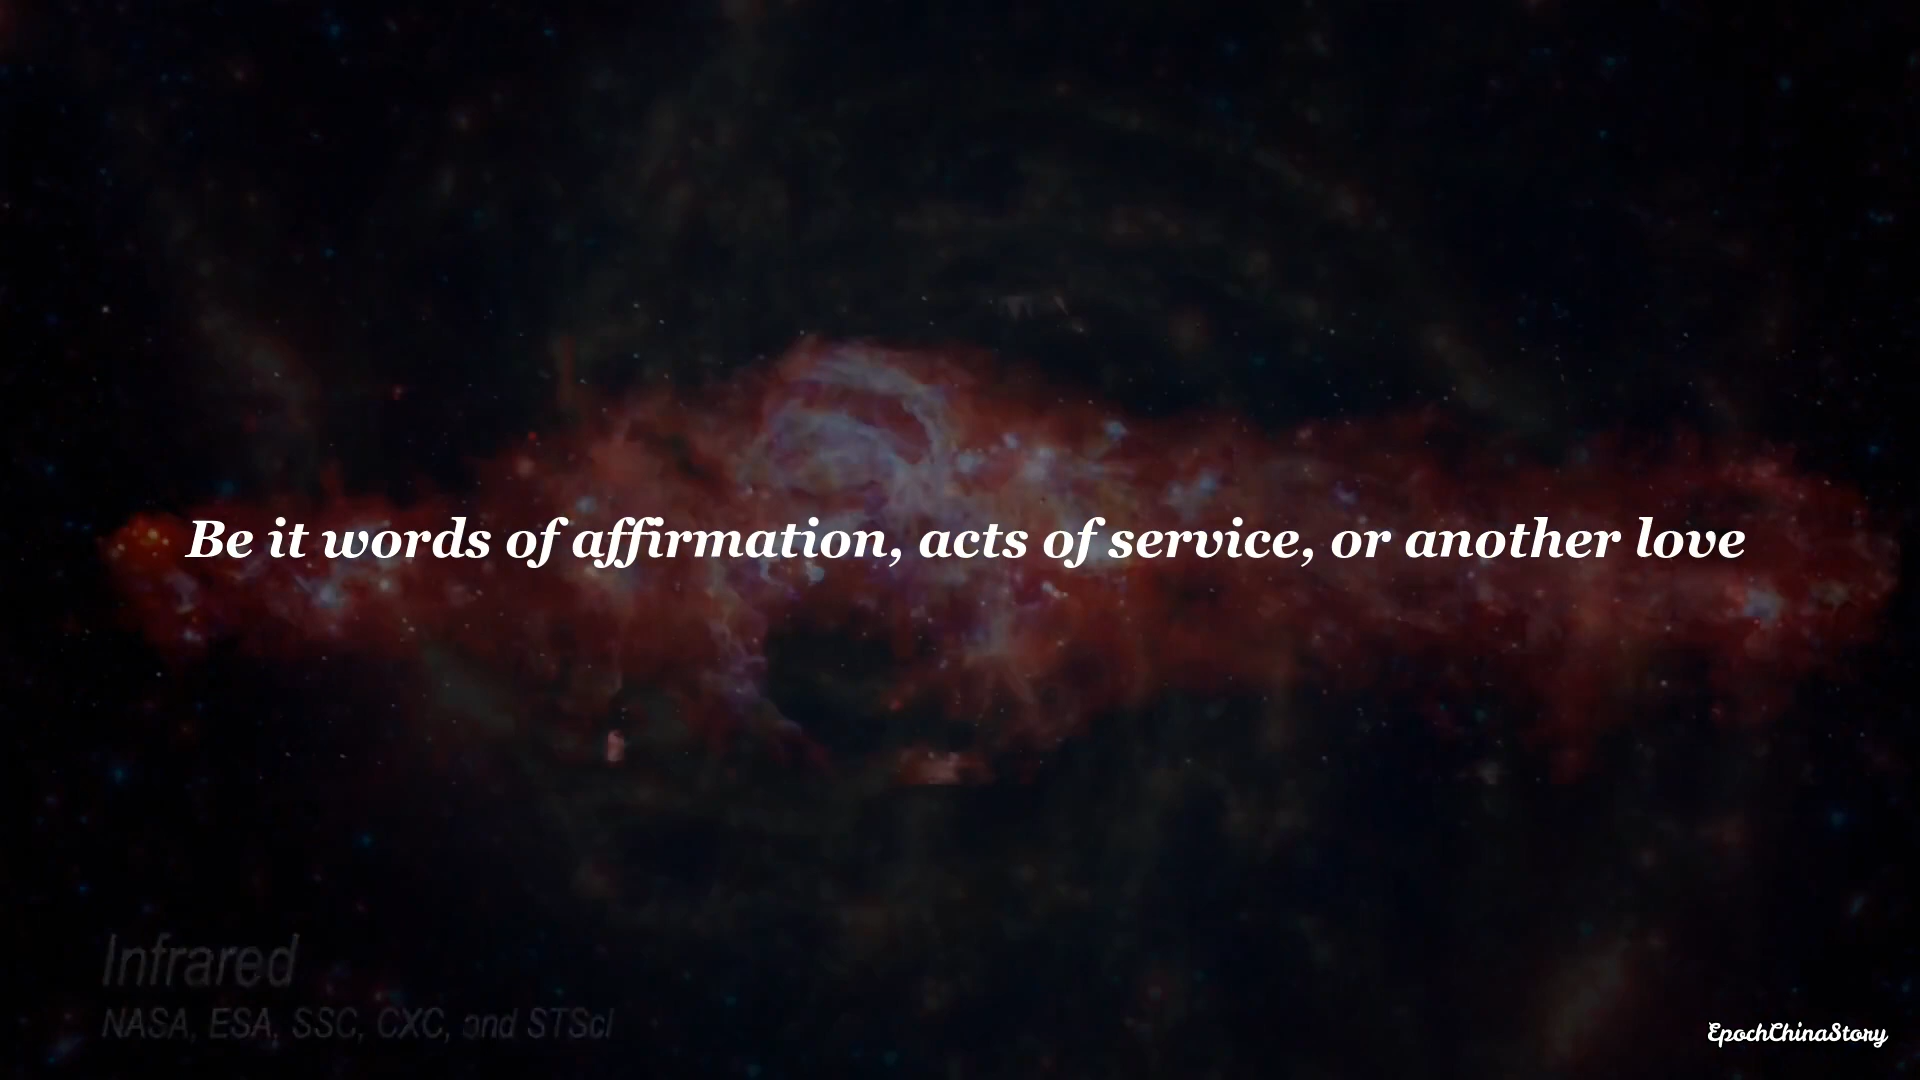 Be it words of affirmation, acts of service, or another love
Infrared
NASA, ESA, SSC, CXC, and STScI
EpochChinaStory